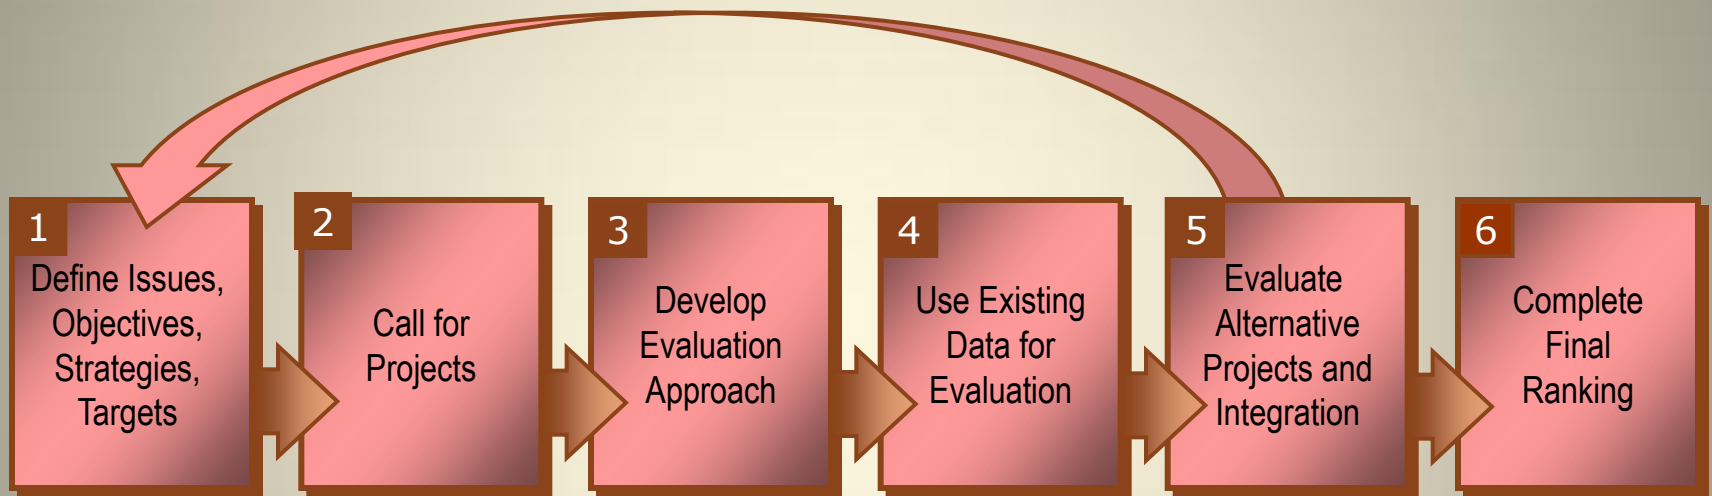 1
Define Issues,
Objectives,
Strategies,
Targets
2
Call for
Projects
3
Develop
Evaluation
Approach
4
Use Existing
Data for
Evaluation
5
Evaluate
Alternative
Projects and
Integration
6
Complete
Final
Ranking